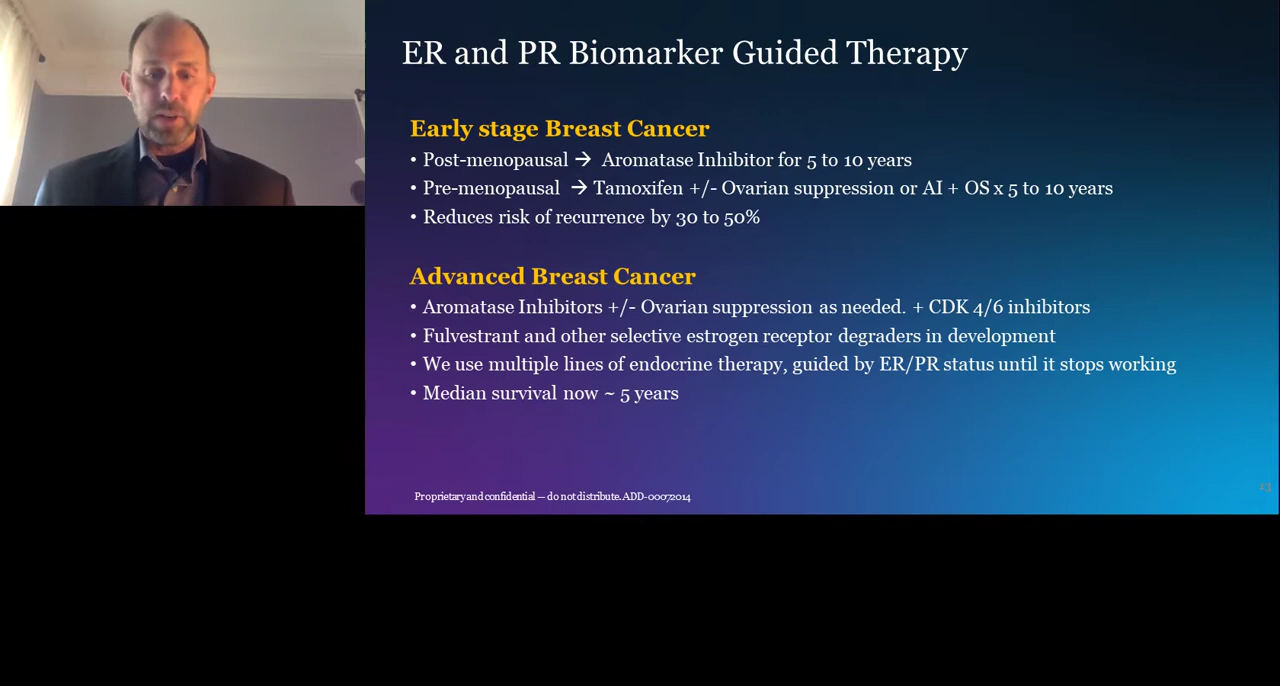 ER and PR Biomarker Guided Therapy
Early stage Breast Cancer
• Post-menopausal → Aromatase Inhibitor for 5 to 10 years
• Pre-menopausal → Tamoxifen +/- Ovarian suppression or AI + OS x 5 to 10 years
• Reduces risk of recurrence by 30 to 50%
Advanced Breast Cancer
• Aromatase Inhibitors +/- Ovarian suppression as needed. + CDK 4/6 inhibitors
• Fulvestrant and other selective estrogen receptor degraders in development
• We use multiple lines of endocrine therapy, guided by ER/PR status until it stops working
• Median survival now ~ 5 years
Proprietary and confidential — do not distribute. ADD-00072014